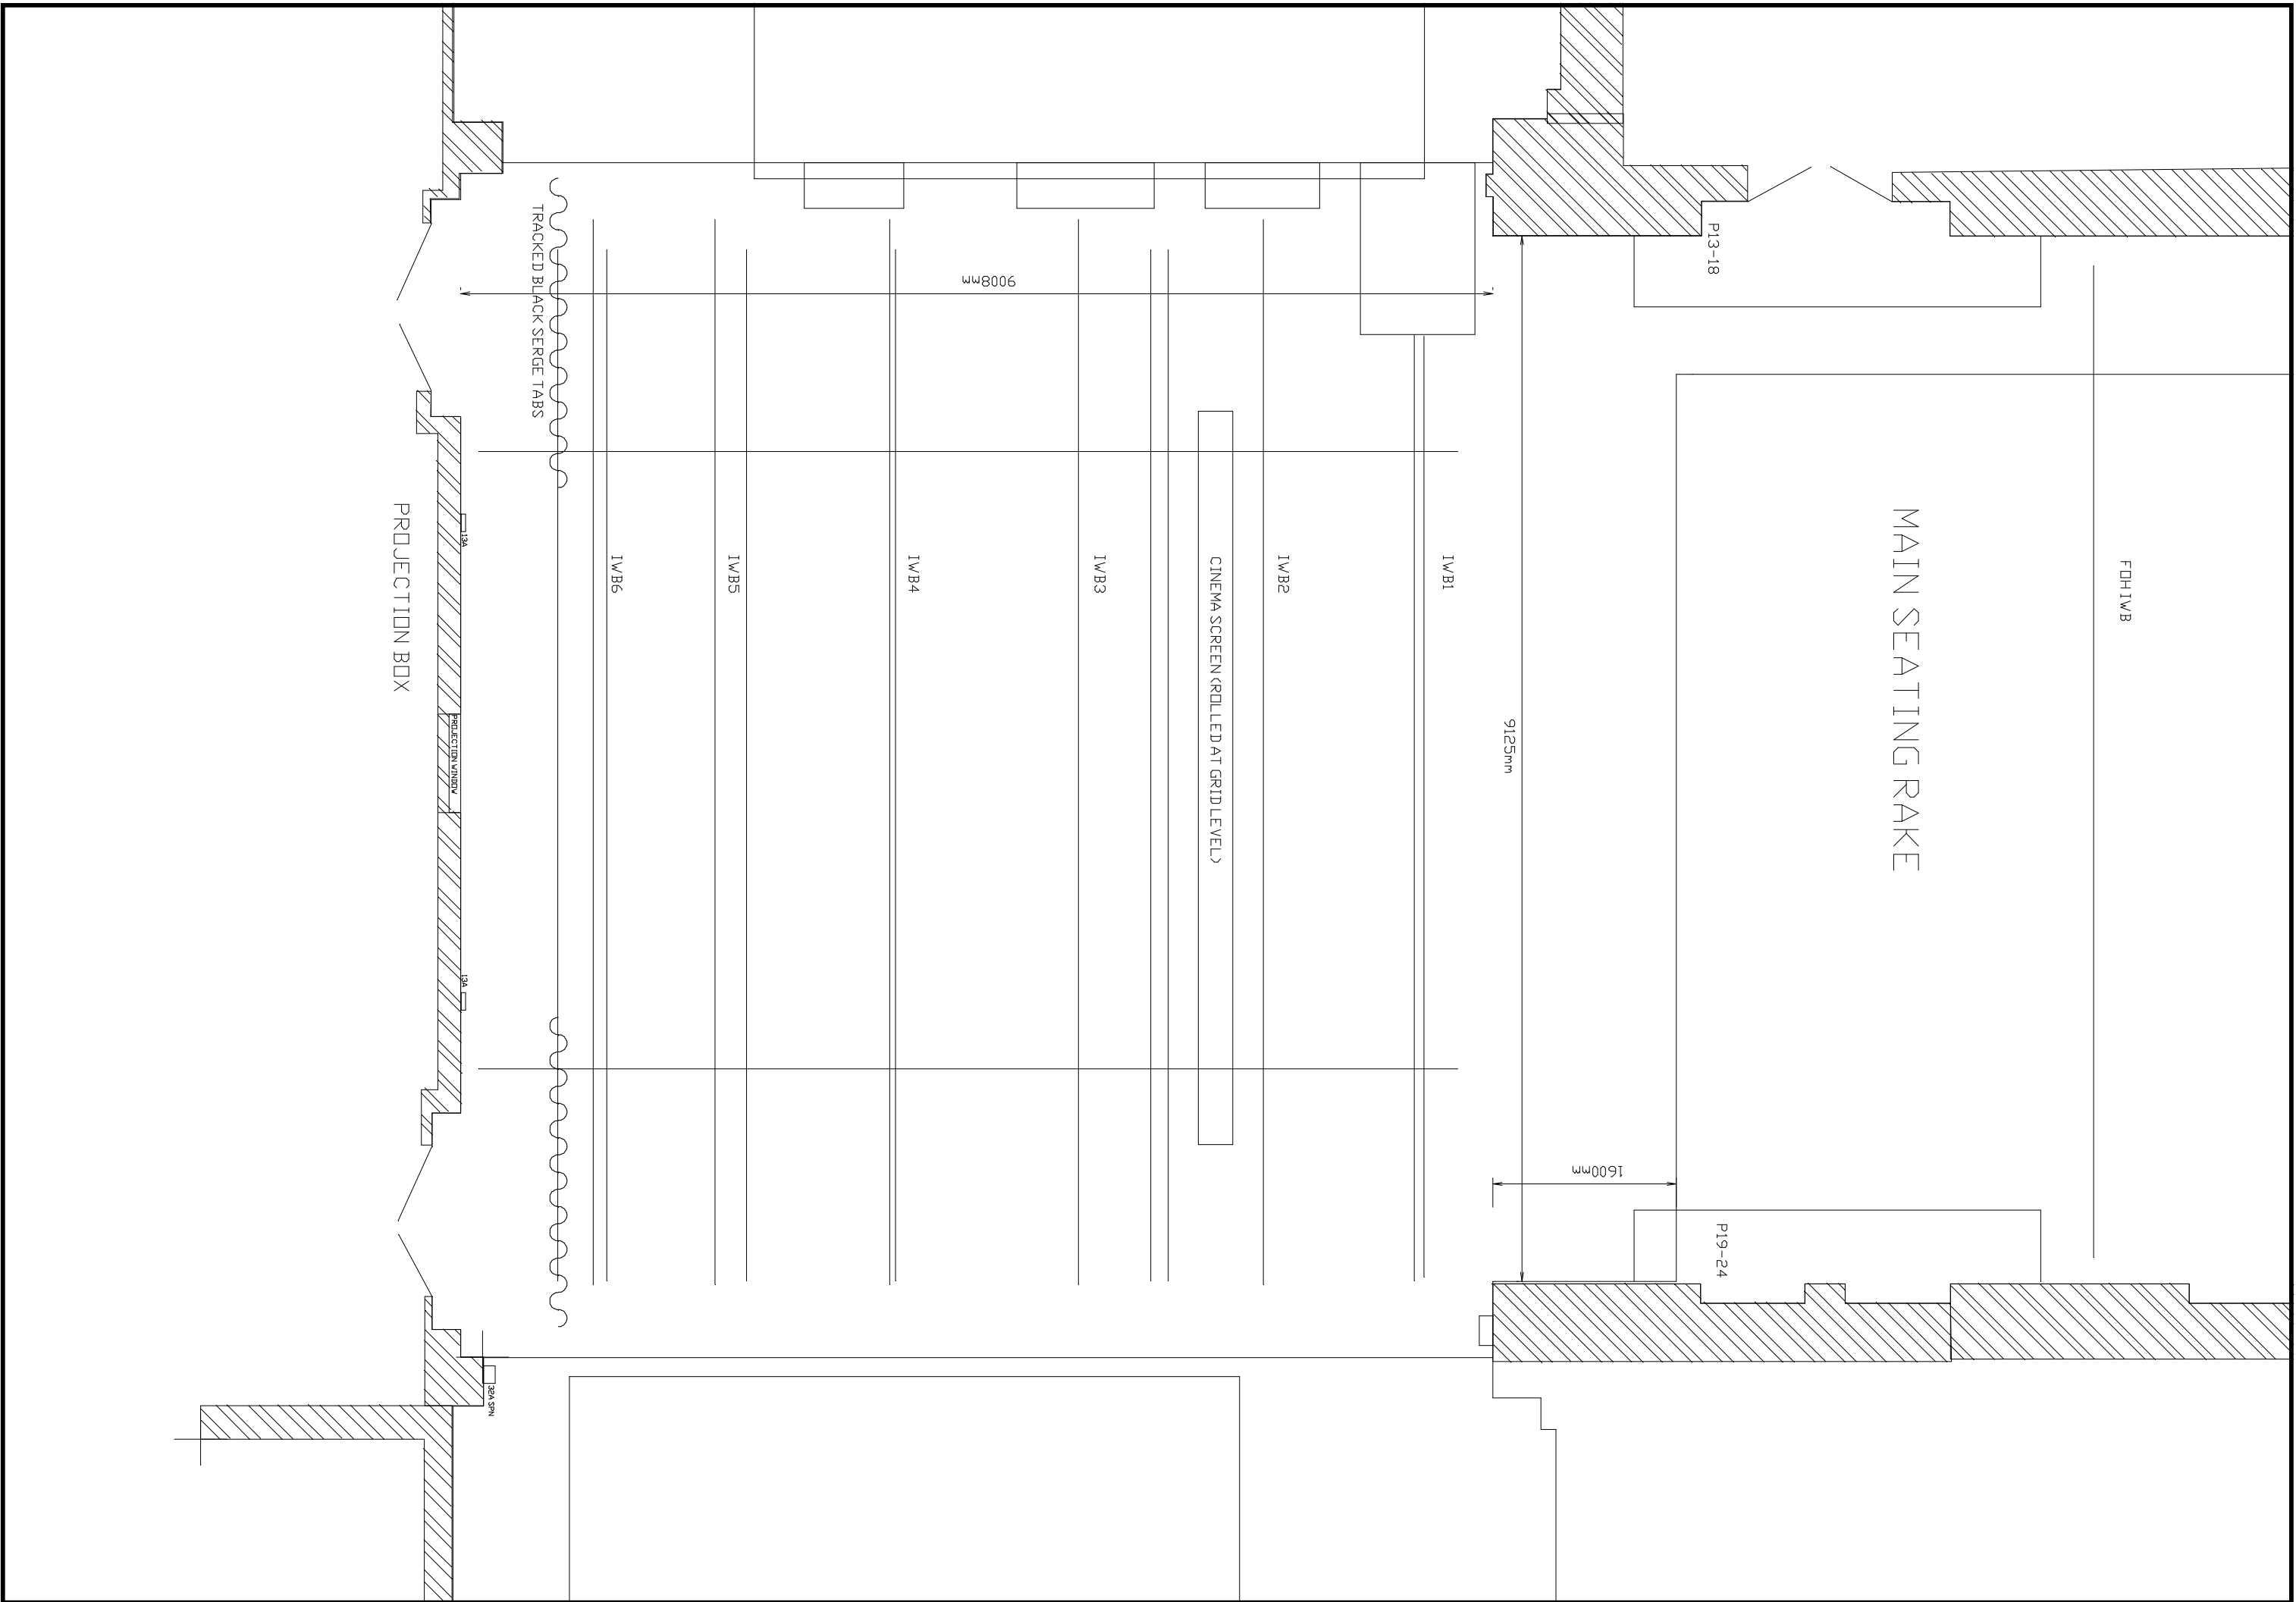 FOH IWB
MAIN SEATING RAKE
P13-18
P19-24
1600mm
9125mm
IWB1
IWB2
CINEMA SCREEN (ROLLED AT GRID LEVEL)
IWB3
9008mm
IWB4
IWB5
IWB6
TRACKED BLACK SERGE TABS
32A SPN
13A
13A
PROJECTION WINDOW
PROJECTION BOX